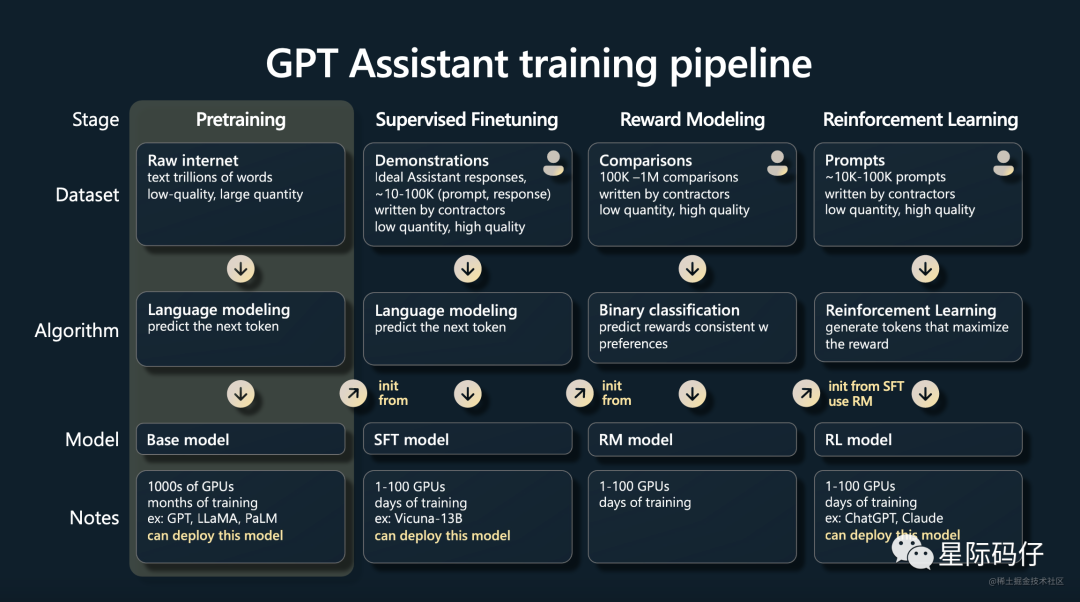 GPT Assistant training pipeline
Stage
Pretraining
Supervised Finetuning
Reward Modeling
Reinforcement Learning
Dataset
Raw internet
text trillions of words
low-quality, large quantity
Demonstrations
Ideal Assistant responses,
~10-100K (prompt, response)
written by contractors
low quantity, high quality
Comparisons
100K –1M comparisons
written by contractors
low quantity, high quality
Prompts
~10K-100K prompts
written by contractors
low quantity, high quality
Algorithm
Language modeling
predict the next token
Language modeling
predict the next token
Binary classification
predict rewards consistent w
preferences
Reinforcement Learning
generate tokens that maximize
the reward
init
from
init
from
init from SFT
use RM
Model
Base model
SFT model
RM model
RL model
Notes
1000s of GPUs
months of training
ex: GPT, LLaMA, PaLM
can deploy this model
1-100 GPUs
days of training
ex: Vicuna-13B
can deploy this model
1-100 GPUs
days of training
1-100 GPUs
days of training
ex: ChatGPT, Claude
can deploy this model
星际码仔
@稀土掘金技术社区